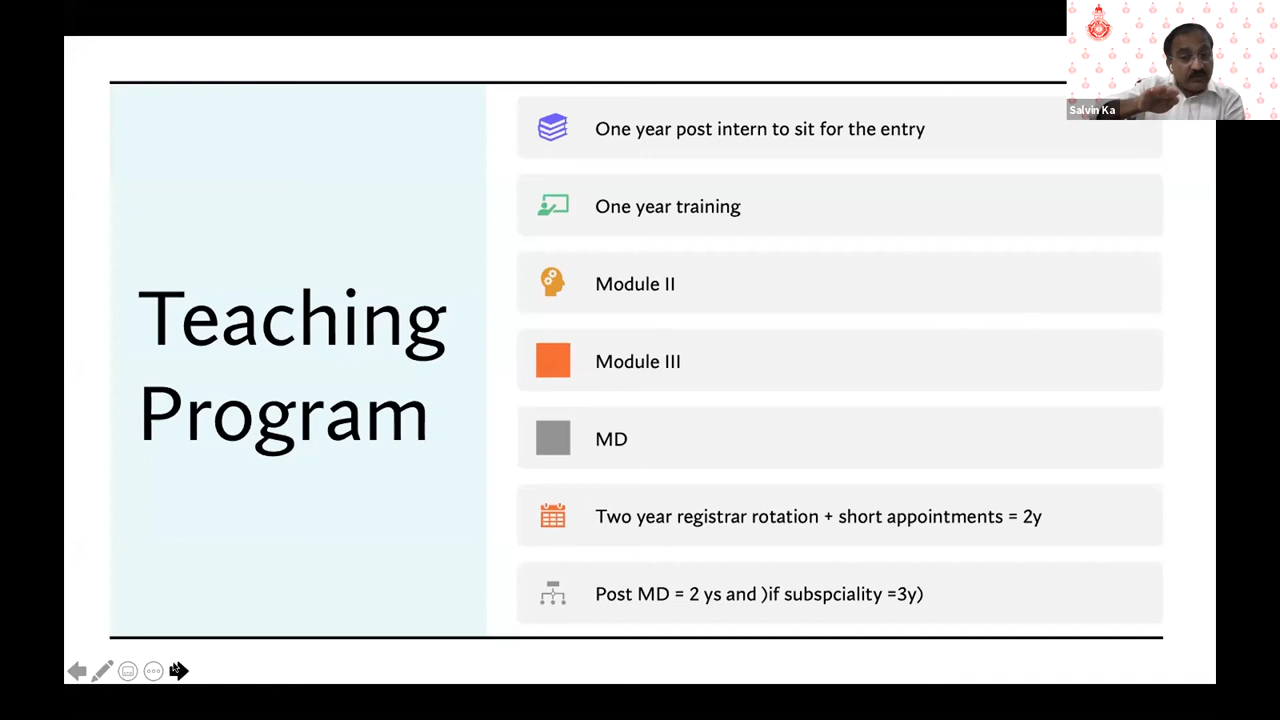 Salvin Ka
Teaching
Program
One year post intern to sit for the entry
One year training
Module II
Module III
MD
Two year registrar rotation + short appointments = 2y
Post MD = 2 ys and )if subspciality =3y)